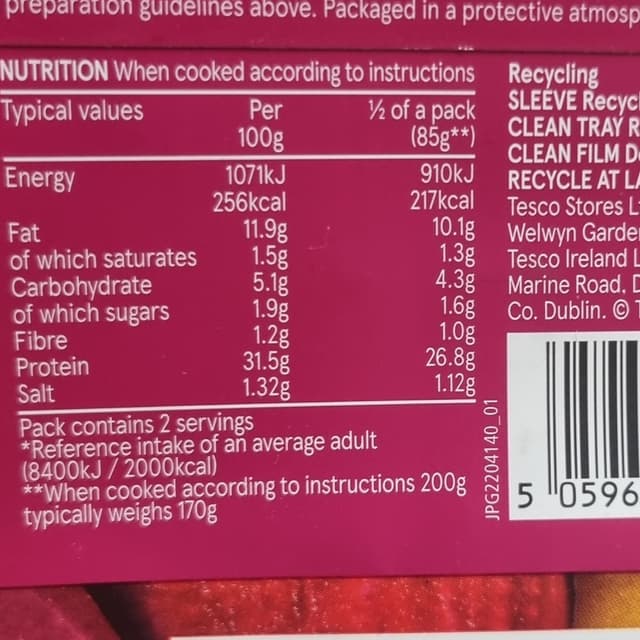 preparation guidelines above. Packaged in a protective
NUTRITION When cooked according to instructions
Typical values Per 100g ½ of a pack (85g**)
Energy 1071kJ 910kJ
256kcal 217kcal
Fat 11.9g 10.1g
of which saturates 1.5g 1.3g
Carbohydrate 5.1g 4.3g
of which sugars 1.9g 1.6g
Fibre 1.2g 1.0g
Protein 31.5g 26.8g
Salt 1.32g 1.12g
Pack contains 2 servings
*Reference intake of an average adult
(8400kJ / 2000kcal)
**When cooked according to instructions 200g
typically weighs 170g
JPG2204140_01
Recycling
SLEEVE
CLEAN TRAY
CLEAN FILM
RECYCLE AT
Tesco Stores
Welwyn
Tesco Ireland
Marine Road,
Co. Dublin. ©
5 0596